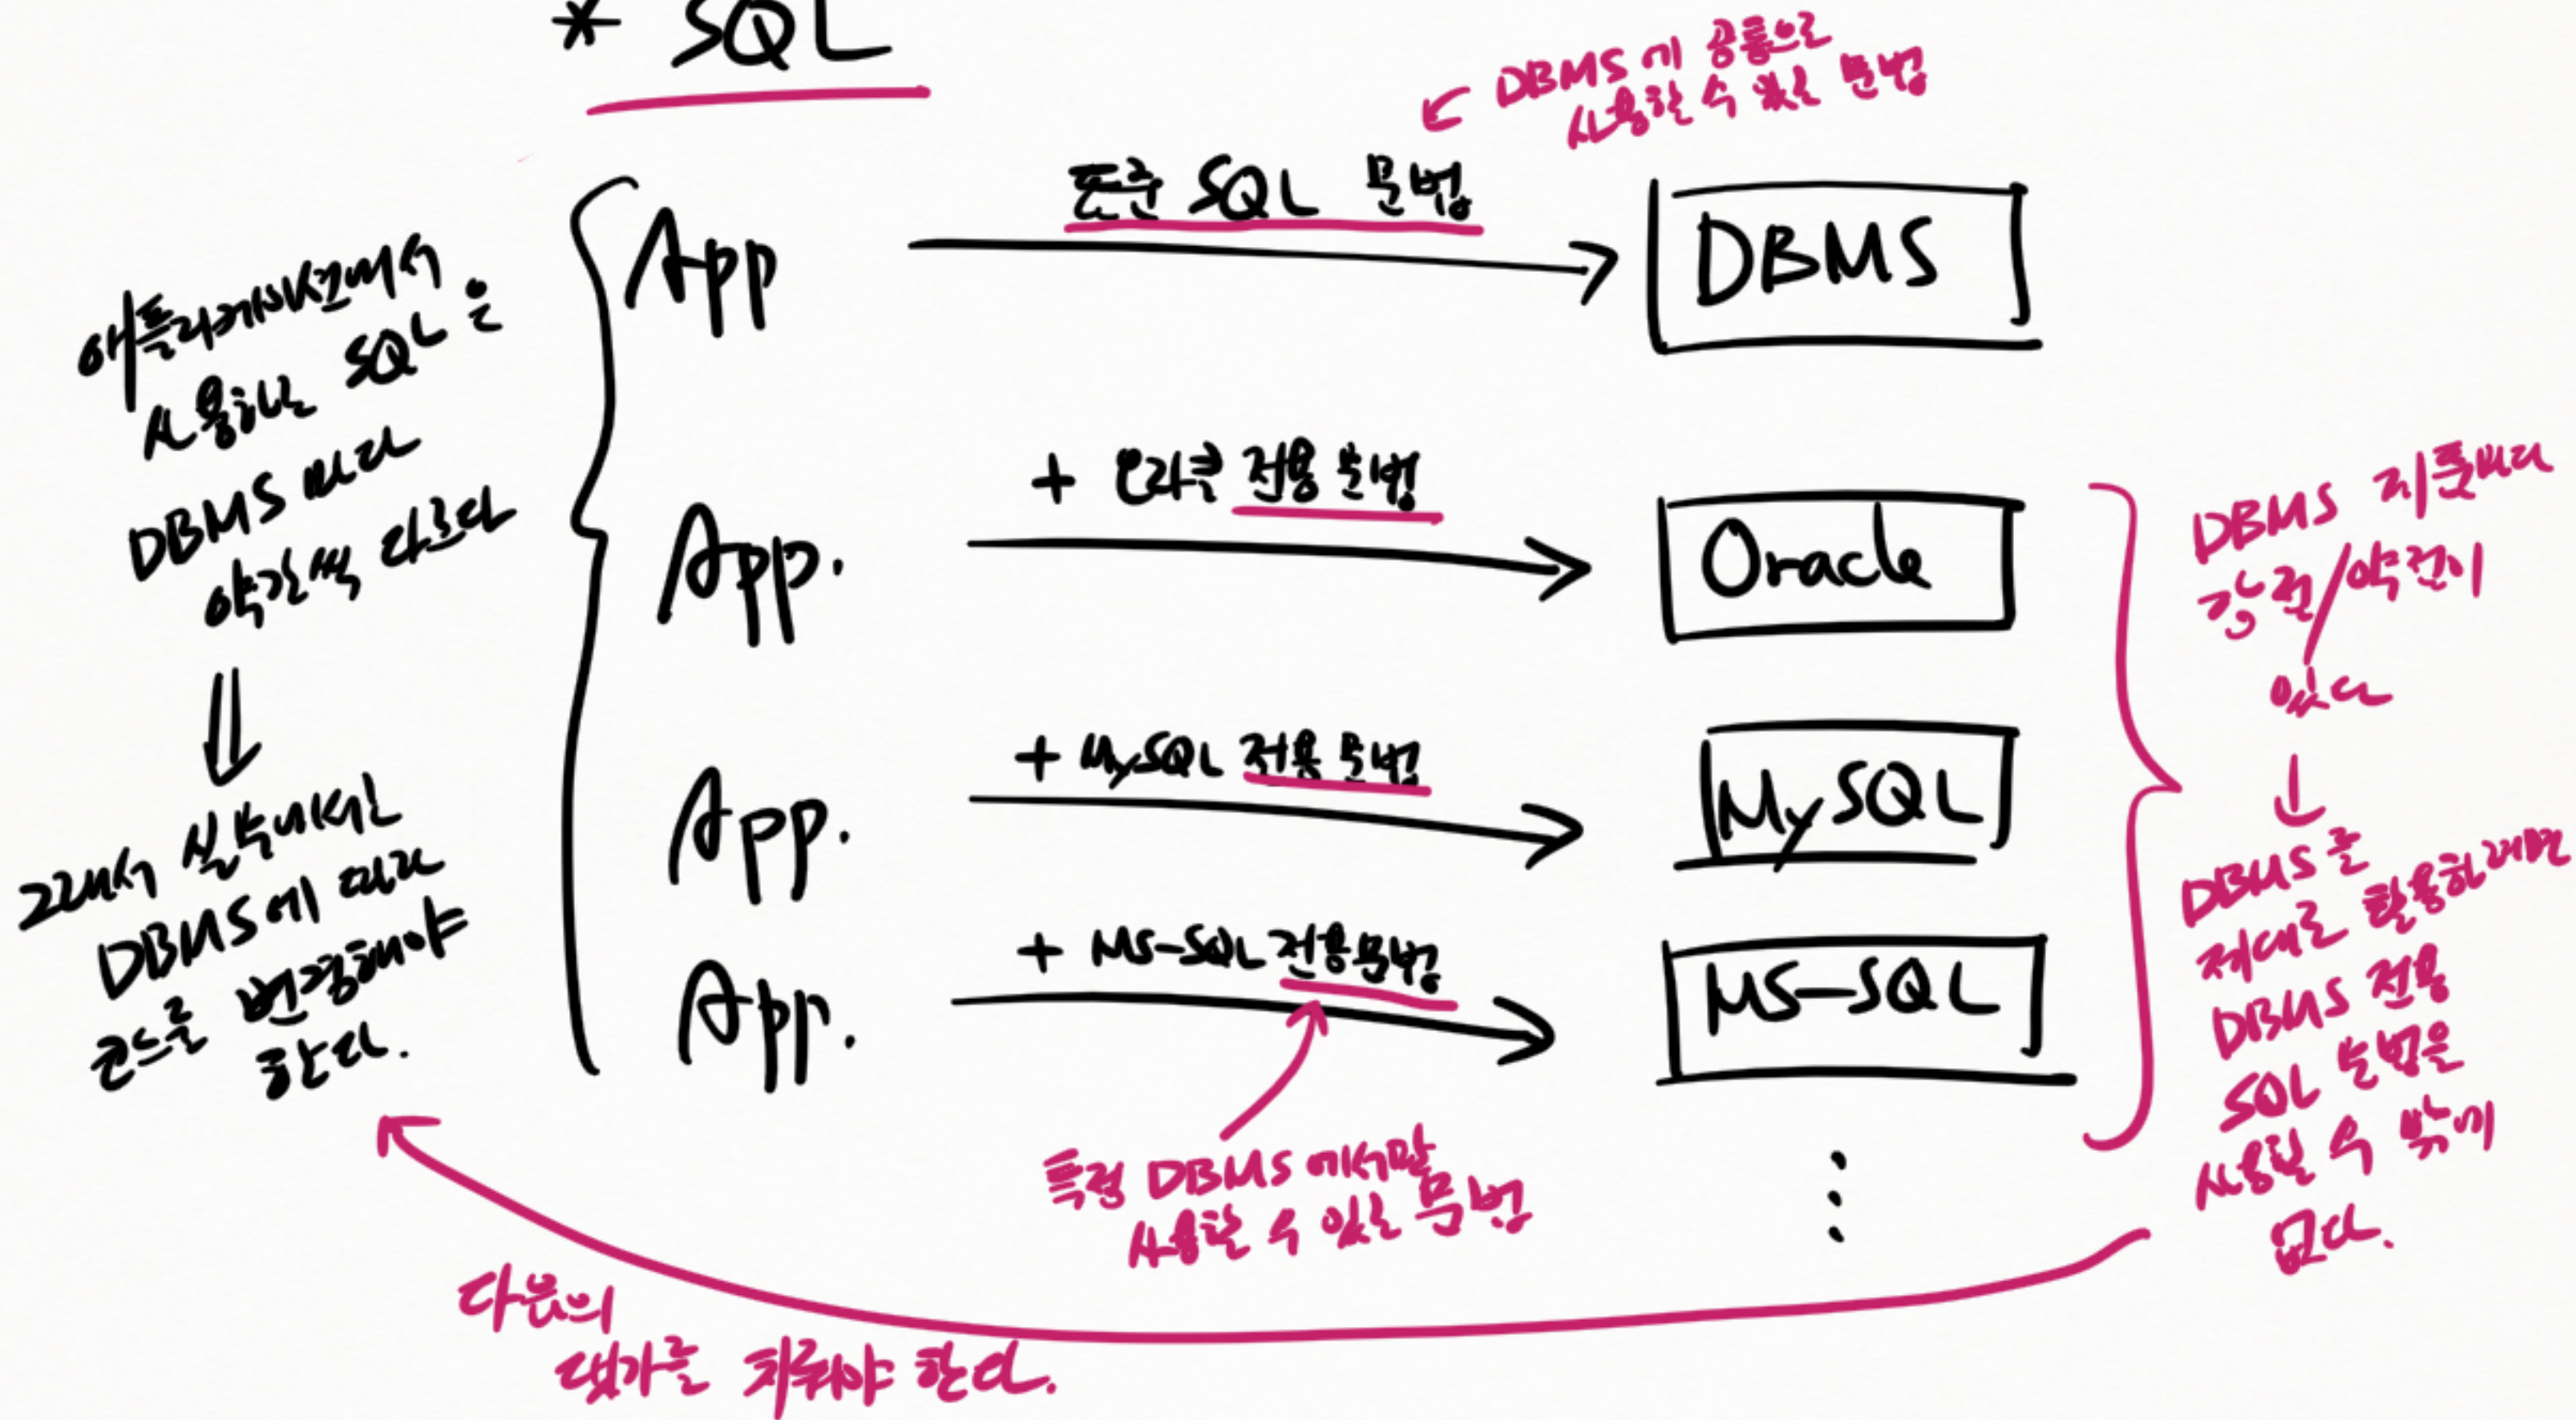 * SQL
DBMS에 공통으로
사용할 수 있는 문법
표준 SQL 문법
App
DBMS
애플리케이션에서
사용하는 SQL은
DBMS 마다
약간씩 다르다
그래서 실무에서는
DBMS에 따라
코드를 변경해야
한다.
+ 오라클 전용 문법
App.
Oracle
+ MySQL 전용 문법
App.
MySQL
+ MS-SQL 전용문법
App.
MS-SQL
특정 DBMS에서만
사용할 수 있는 문법
DBMS 제품마다
강점/약점이
있다
DBMS를
제대로 활용하려면
DBMS 전용
SQL 문법을
사용할 수 밖에
없다.
다음의
댓가를 치뤄야 한다.